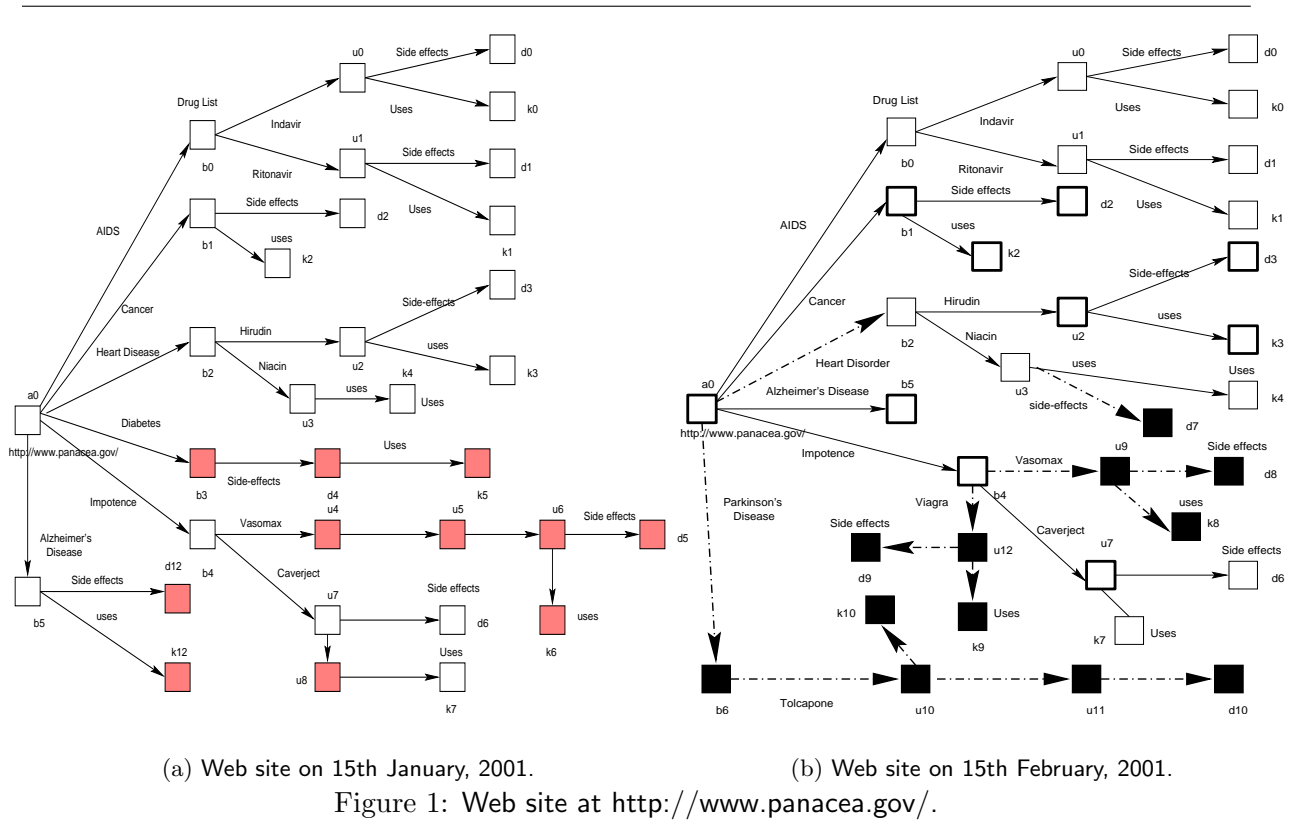 u0
Side effects
d0
Drug List
Indavir
Uses
k0
b0
u1
Side effects
d1
Ritonavir
Uses
k1
AIDS
Side effects
d2
b1
uses
k2
Cancer
Side-effects
d3
Heart Disease
Hirudin
b2
Niacin
u2
uses
k3
k4
uses
Uses
u3
a0
http://www.panacea.gov/
Diabetes
Uses
b3
Side-effects
d4
k5
Impotence
Vasomax
u4
u5
u6
Side effects
d5
b4
Alzheimer's
Disease
d12
Side effects
b5
uses
k12
Caverject
u7
Side effects
d6
uses
k6
u8
Uses
k7
(a) Web site on 15th January, 2001.
u0
Side effects
d0
Drug List
Indavir
Uses
k0
b0
u1
Side effects
d1
Ritonavir
Uses
k1
AIDS
Side effects
d2
b1
uses
k2
Cancer
Side-effects
d3
Hirudin
b2
Niacin
u2
uses
k3
Heart Disorder
u3
uses
Uses
k4
side-effects
d7
a0
http://www.panacea.gov/
Alzheimer's Disease
b5
Impotence
Vasomax
u9
Side effects
d8
b4
uses
k8
Parkinson's
Disease
Viagra
Side effects
u12
d9
Caverject
u7
Side effects
d6
k10
Uses
k9
k7
Uses
b6
Tolcapone
u10
u11
d10
(b) Web site on 15th February, 2001.
Figure 1: Web site at http://www.panacea.gov/.